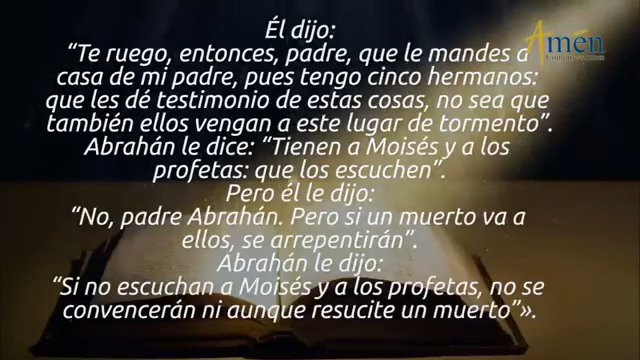 Él dijo:
“Te ruego, entonces, padre, que le mandes a
casa de mi padre, pues tengo cinco hermanos:
que les dé testimonio de estas cosas, no sea que
también ellos vengan a este lugar de tormento”.
Abrahán le dice: “Tienen a Moisés y a los
profetas: que los escuchen”.
Pero él le dijo:
“No, padre Abrahán. Pero si un muerto va a
ellos, se arrepentirán”.
Abrahán le dijo:
“Si no escuchan a Moisés y a los profetas, no se
convencerán ni aunque resucite un muerto”».
Amén